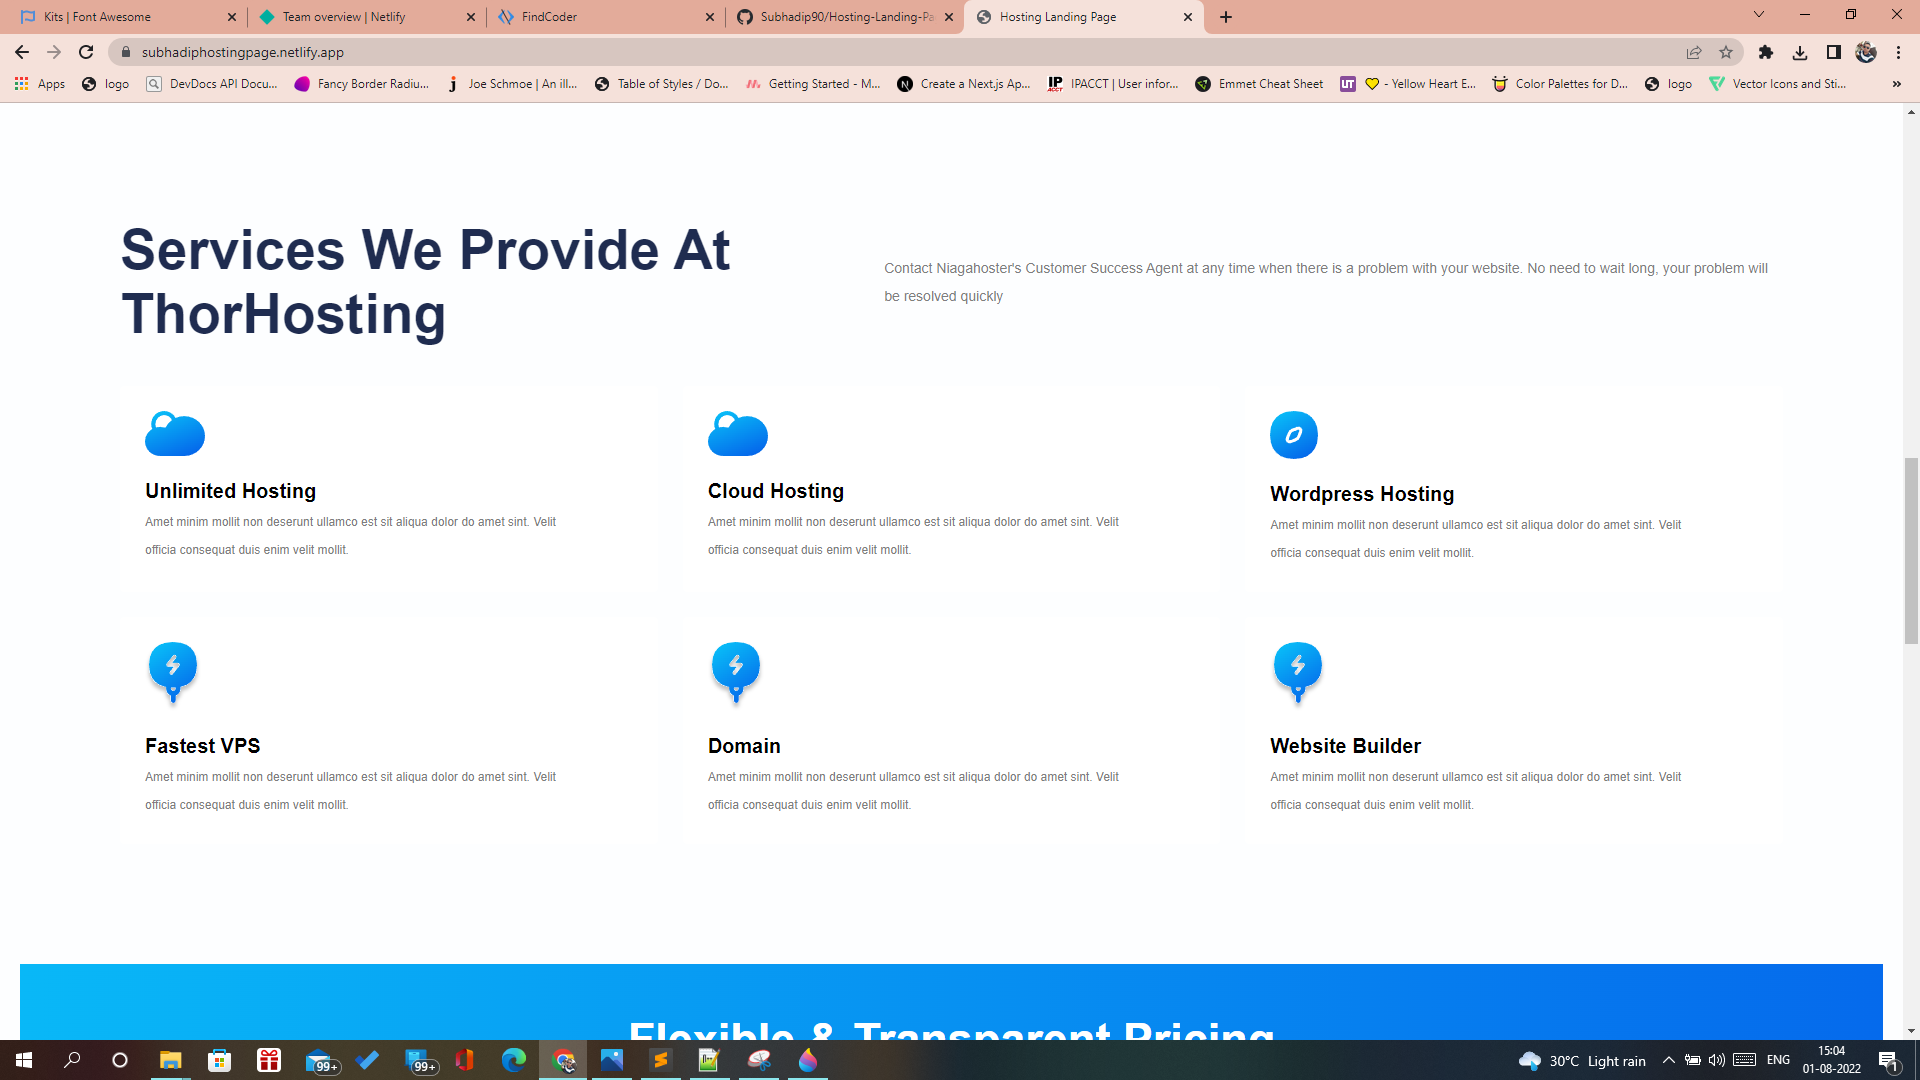 Kits | Font Awesome
Team overview | Netlify
FindCoder
Subhadip90/Hosting-Landing-Pa
Hosting Landing Page
subhadiphostingpage.netlify.app
Apps
logo
DevDocs API Docu...
Fancy Border Radiu...
Joe Schmoe | An ill...
Table of Styles / Do...
Getting Started - M...
Create a Next.js Ap...
IPACCT | User infor...
Emmet Cheat Sheet
- Yellow Heart E...
Color Palettes for D...
logo
Vector Icons and Sti...
Services We Provide At
ThorHosting
Contact Niagahoster's Customer Success Agent at any time when there is a problem with your website. No need to wait long, your problem will
be resolved quickly
Unlimited Hosting
Amet minim mollit non deserunt ullamco est sit aliqua dolor do amet sint. Velit
officia consequat duis enim velit mollit.
Cloud Hosting
Amet minim mollit non deserunt ullamco est sit aliqua dolor do amet sint. Velit
officia consequat duis enim velit mollit.
Wordpress Hosting
Amet minim mollit non deserunt ullamco est sit aliqua dolor do amet sint. Velit
officia consequat duis enim velit mollit.
Fastest VPS
Amet minim mollit non deserunt ullamco est sit aliqua dolor do amet sint. Velit
officia consequat duis enim velit mollit.
Domain
Amet minim mollit non deserunt ullamco est sit aliqua dolor do amet sint. Velit
officia consequat duis enim velit mollit.
Website Builder
Amet minim mollit non deserunt ullamco est sit aliqua dolor do amet sint. Velit
officia consequat duis enim velit mollit.
Flexible & Transparent Pricing
99+
99+
30°C Light rain
ENG
15:04
01-08-2022
1